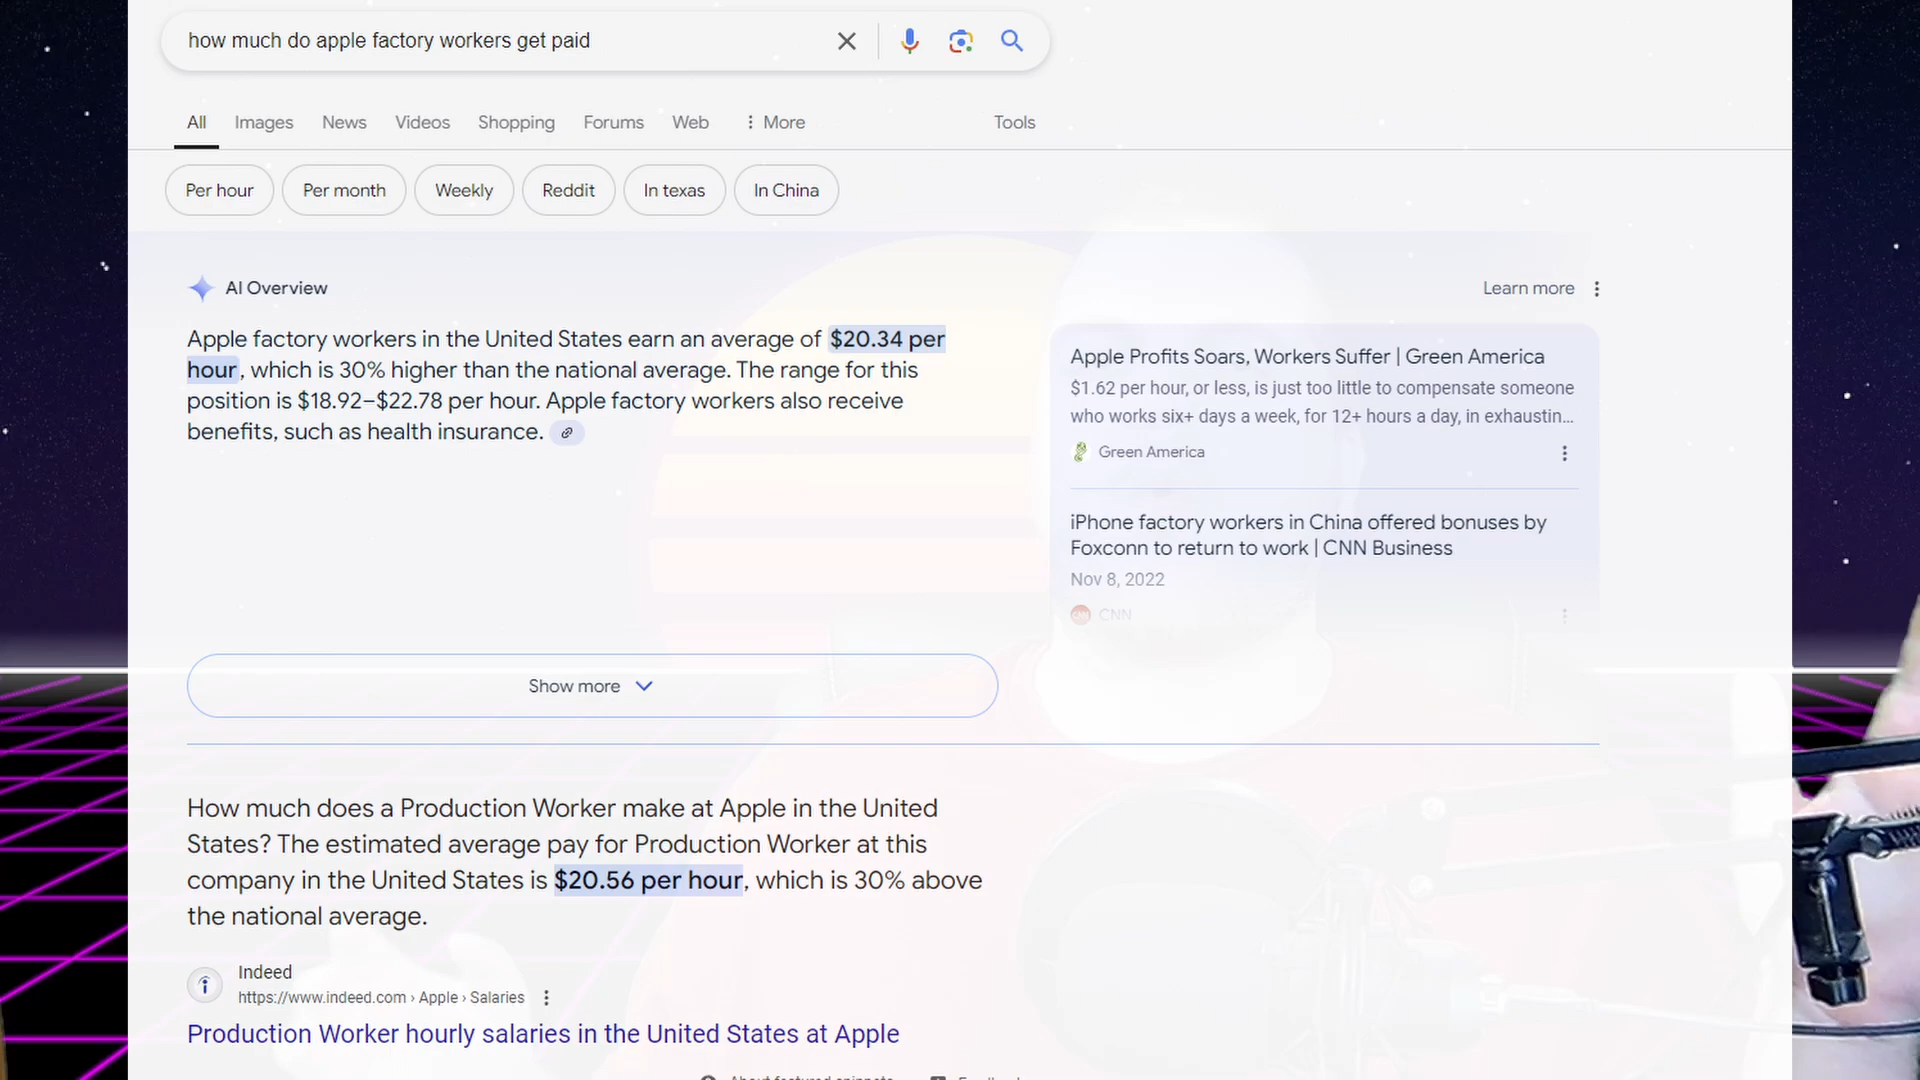 how much do apple factory workers get paid
All Images News Videos Shopping Forums Web More Tools
Per hour Per month Weekly Reddit In texas In China
AI Overview
Learn more
Apple factory workers in the United States earn an average of $20.34 per
hour, which is 30% higher than the national average. The range for this
position is $18.92–$22.78 per hour. Apple factory workers also receive
benefits, such as health insurance.
Apple Profits Soars, Workers Suffer | Green America
$1.62 per hour, or less, is just too little to compensate someone
who works six+ days a week, for 12+ hours a day, in exhaustin...
Green America
iPhone factory workers in China offered bonuses by
Foxconn to return to work | CNN Business
Nov 8, 2022
CNN
Show more
How much does a Production Worker make at Apple in the United
States? The estimated average pay for Production Worker at this
company in the United States is $20.56 per hour, which is 30% above
the national average.
Indeed
https://www.indeed.com › Apple › Salaries
Production Worker hourly salaries in the United States at Apple